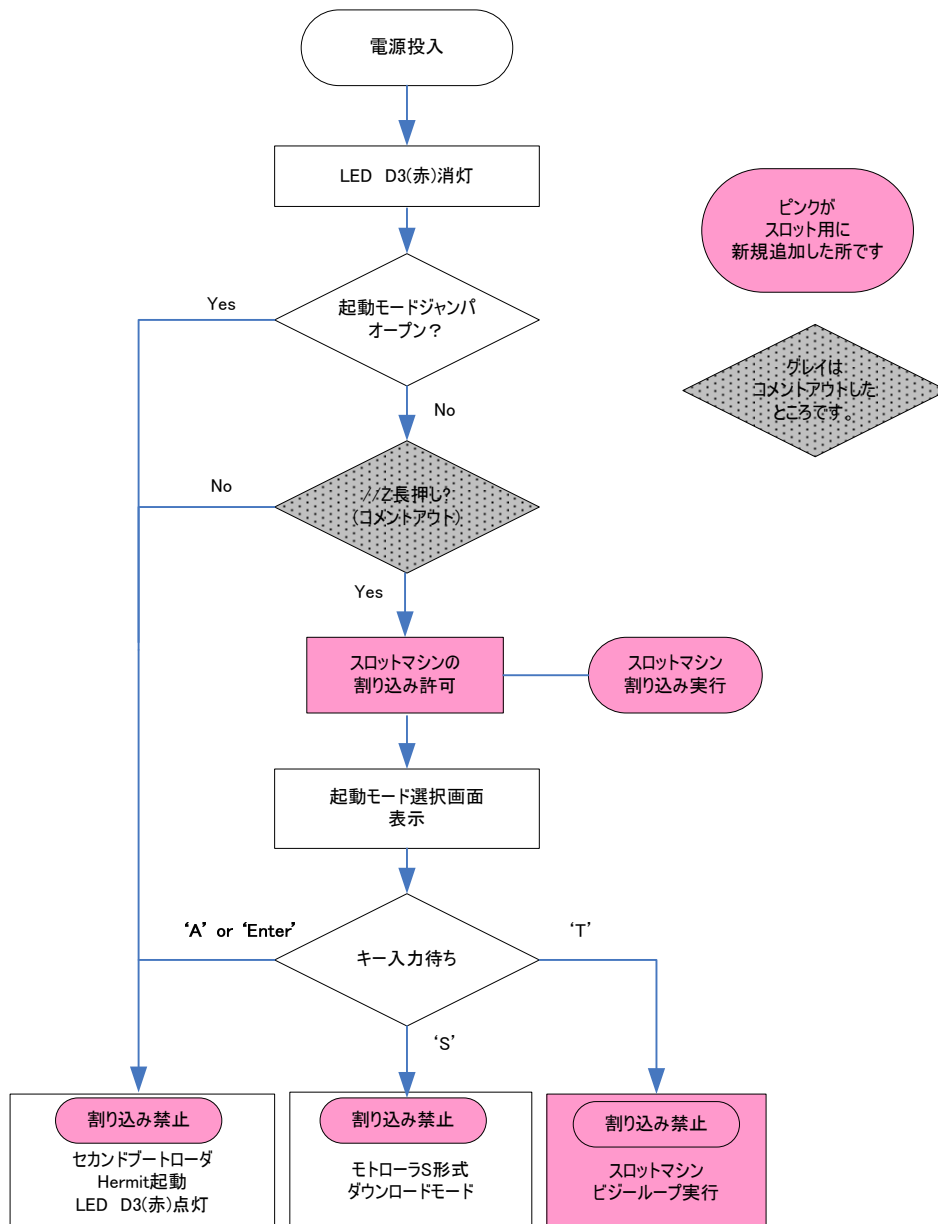 電源投入
LED D3(赤)消灯
ピンクが
スロット用に
新規追加した所です
Yes
起動モードジャンパ
オープン？
グレイは
コメントアウトした
ところです。
No
No
//Z長押し?
(コメントアウト)
Yes
スロットマシンの
割り込み許可
スロットマシン
割り込み実行
起動モード選択画面
表示
‘A’ or ‘Enter’
キー入力待ち
‘T’
‘S’
割り込み禁止
セカンドブートローダ
Hermit起動
LED D3(赤)点灯
割り込み禁止
モトローラS形式
ダウンロードモード
割り込み禁止
スロットマシン
ビジーループ実行